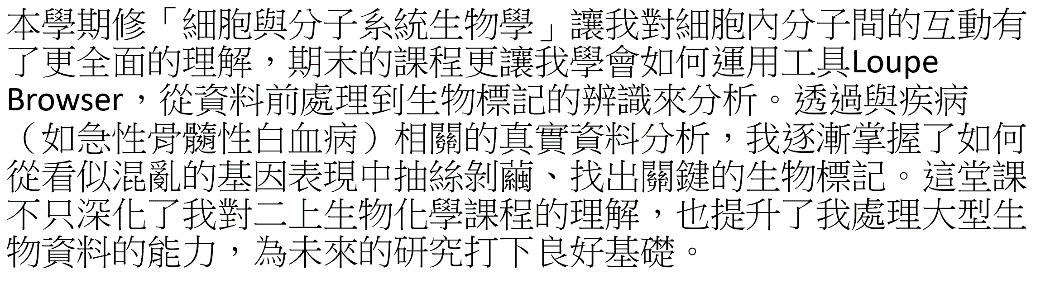 本學期修「細胞與分子系統生物學」讓我對細胞內分子間的互動有
了更全面的理解，期末的課程更讓我學會如何運用工具Loupe
Browser，從資料前處理到生物標記的辨識來分析。透過與疾病
（如急性骨髓性白血病）相關的真實資料分析，我逐漸掌握了如何
從看似混亂的基因表現中抽絲剝繭、找出關鍵的生物標記。這堂課
不只深化了我對二上生物化學課程的理解，也提升了我處理大型生
物資料的能力，為未來的研究打下良好基礎。